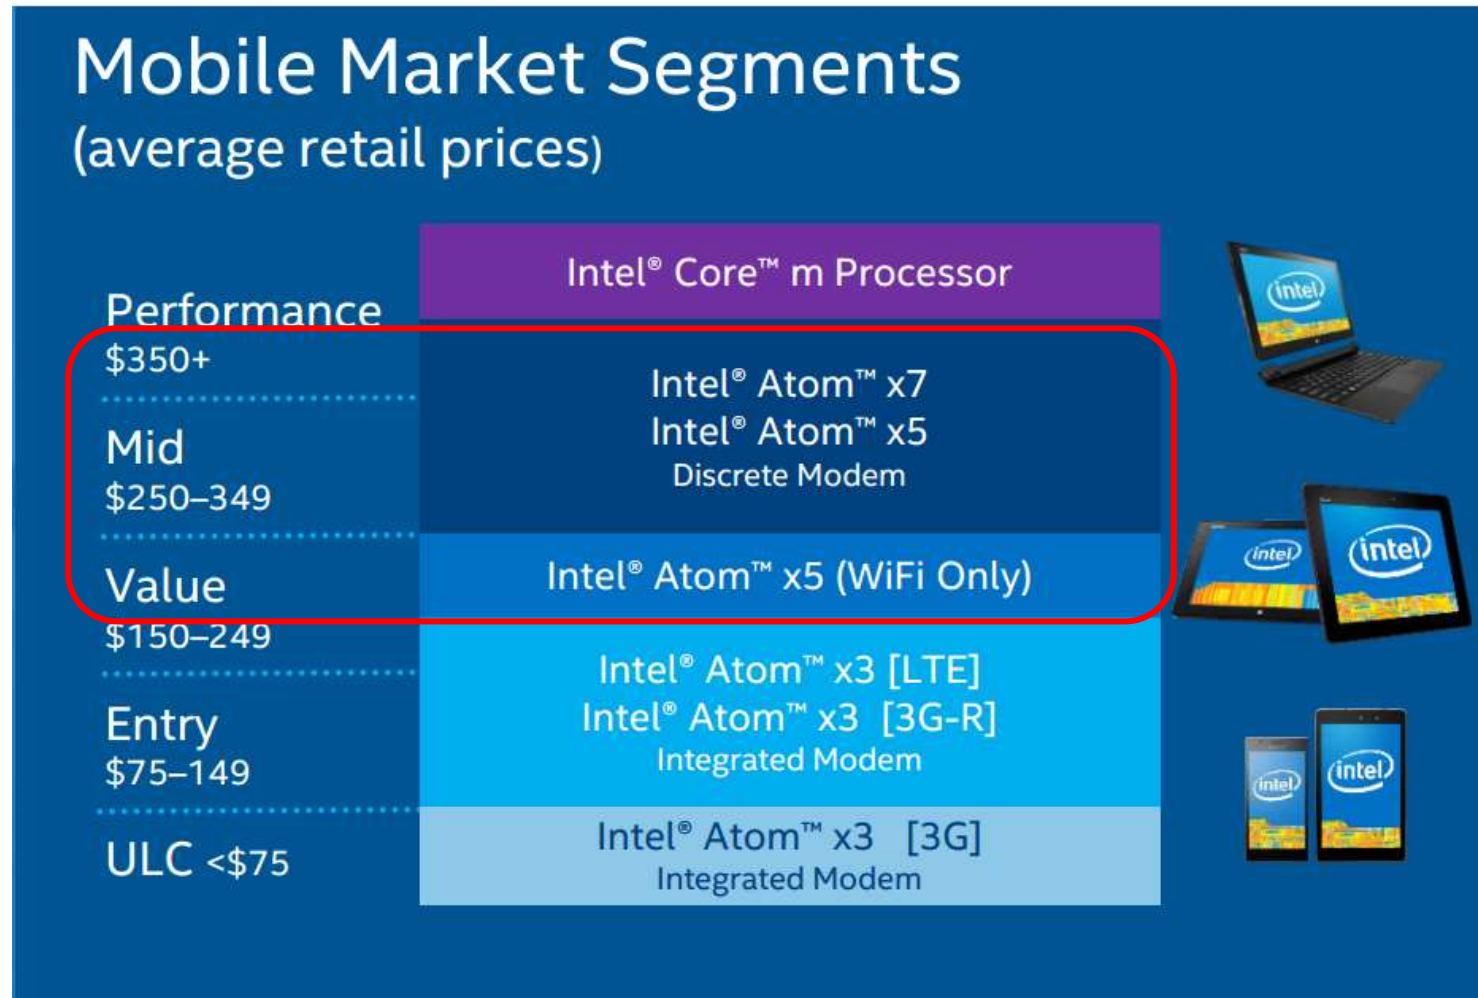 Mobile Market Segments
(average retail prices)
Performance
$350+
Mid
$250–349
Value
$150–249
Entry
$75–149
ULC <$75
Intel® Core™ m Processor
Intel® Atom™ x7
Intel® Atom™ x5
Discrete Modem
Intel® Atom™ x5 (WiFi Only)
Intel® Atom™ x3 [LTE]
Intel® Atom™ x3 [3G-R]
Integrated Modem
Intel® Atom™ x3 [3G]
Integrated Modem
intel
intel
intel
intel
intel